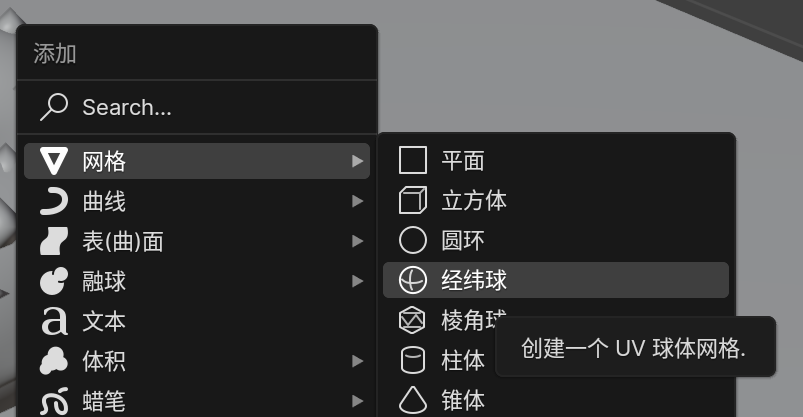 添加
Search...
网格
曲线
表(曲)面
融球
文本
体积
蜡笔
平面
立方体
圆环
经纬球
棱角球
柱体
锥体
创建一个 UV 球体网格.